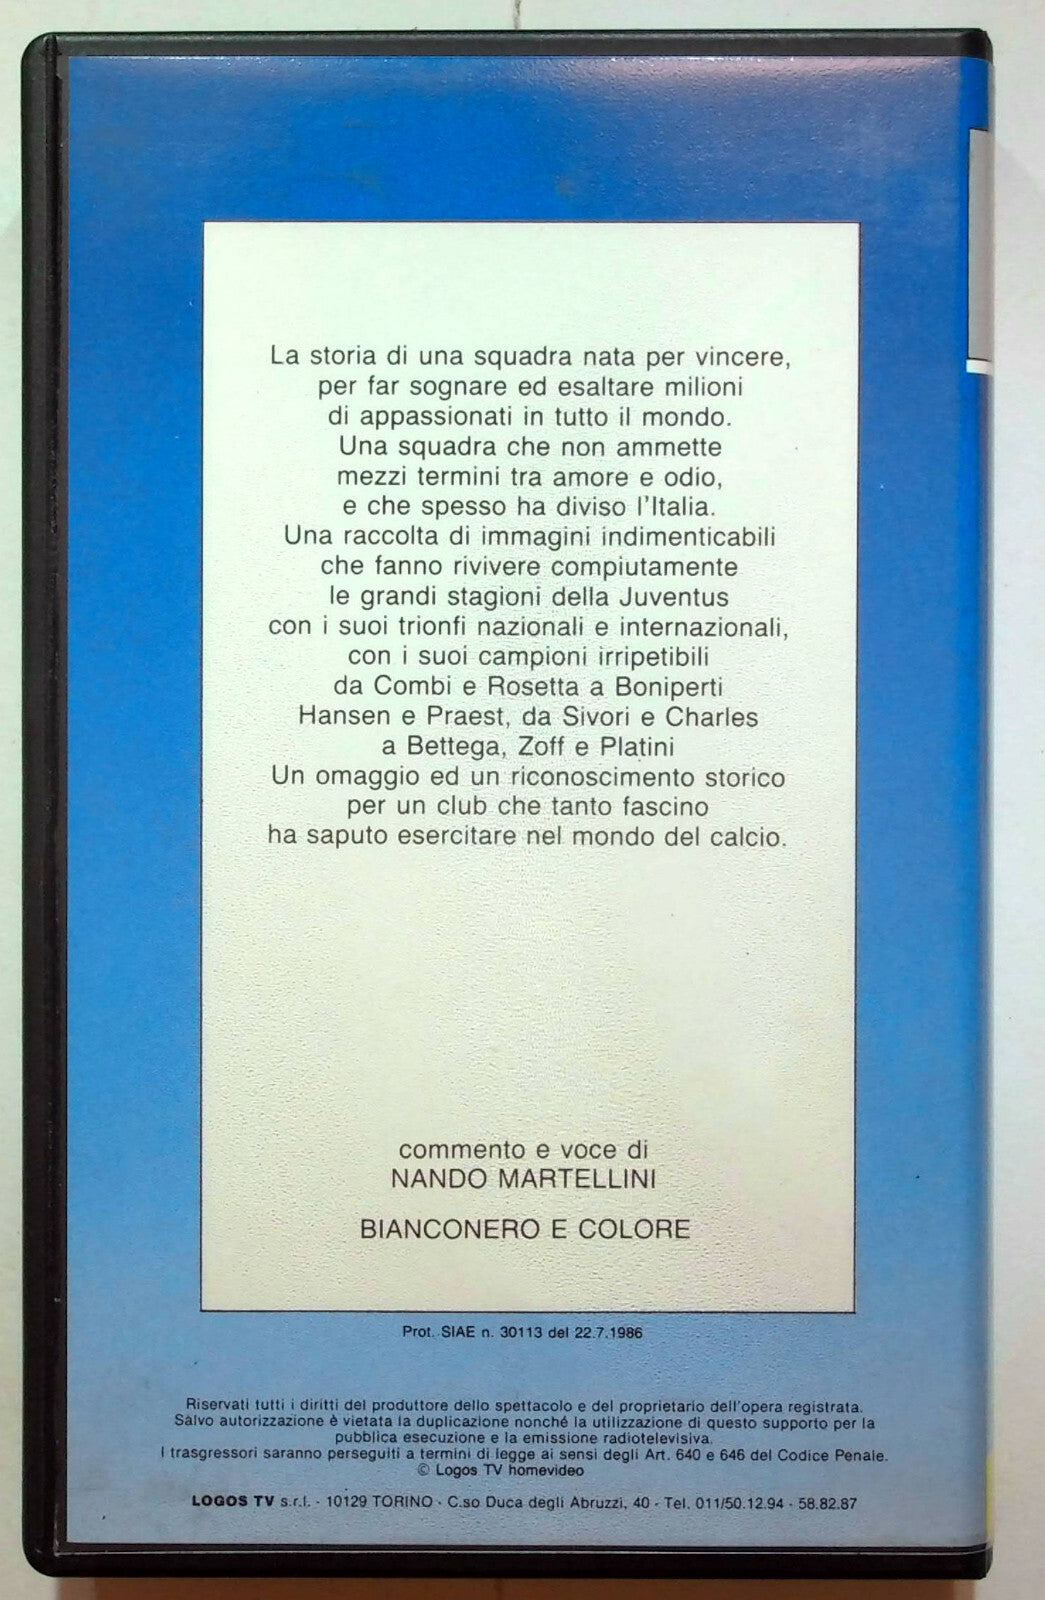 La storia di una squadra nata per vincere,
per far sognare ed esaltare milioni
di appassionati in tutto il mondo.
Una squadra che non ammette
mezzi termini tra amore e odio,
e che spesso ha diviso l'Italia.
Una raccolta di immagini indimenticabili
che fanno rivivere compiutamente
le grandi stagioni della Juventus
con i suoi trionfi nazionali e internazionali,
con i suoi campioni irripetibili
da Combi e Rosetta a Boniperti
Hansen e Praest, da Sivori e Charles
a Bettega, Zoff e Platini
Un omaggio ed un riconoscimento storico
per un club che tanto fascino
ha saputo esercitare nel mondo del calcio.
commento e voce di
NANDO MARTELLINI
BIANCONERO E COLORE
Prot. SIAE n. 30113 del 22.7.1986
Riservati tutti i diritti del produttore dello spettacolo e del proprietario dell'opera registrata.
Salvo autorizzazione è vietata la duplicazione nonché la utilizzazione di questo supporto per la
pubblica esecuzione e la emissione radiotelevisiva.
I trasgressori saranno perseguiti a termini di legge ai sensi degli Art. 640 e 646 del Codice Penale.
© Logos TV homevideo
LOGOS TV s.r.l. - 10129 TORINO - C.so Duca degli Abruzzi, 40 - Tel. 011/50.12.94 - 58.82.87